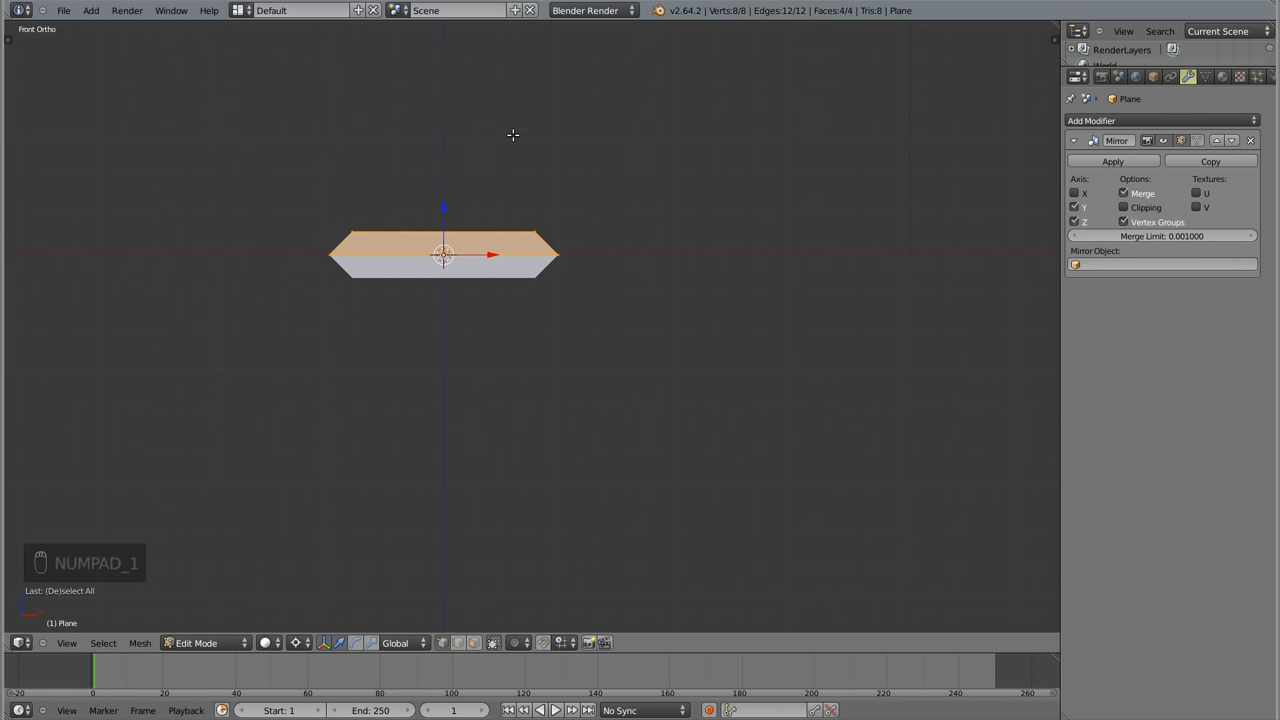 File Add Render Window Help Default Scene Blender Render v2.64.2 | Verts:8/8 | Edges:12/12 | Faces:4/4 | Tris:8 | Plane
Front Ortho
View Search Current Scene
RenderLayers
World
Plane
Add Modifier
Mirror
Apply Copy
Axis: Options: Textures:
X Merge U
Y Clipping V
Z Vertex Groups
Merge Limit: 0.001000
Mirror Object:
NUMPAD_1
Last: (De)select All
(1) Plane
View Select Mesh Edit Mode Global
-20 0 20 40 60 80 100 120 140 160 180 200 220 240 260
View Marker Frame Playback Start: 1 End: 250 1 No Sync